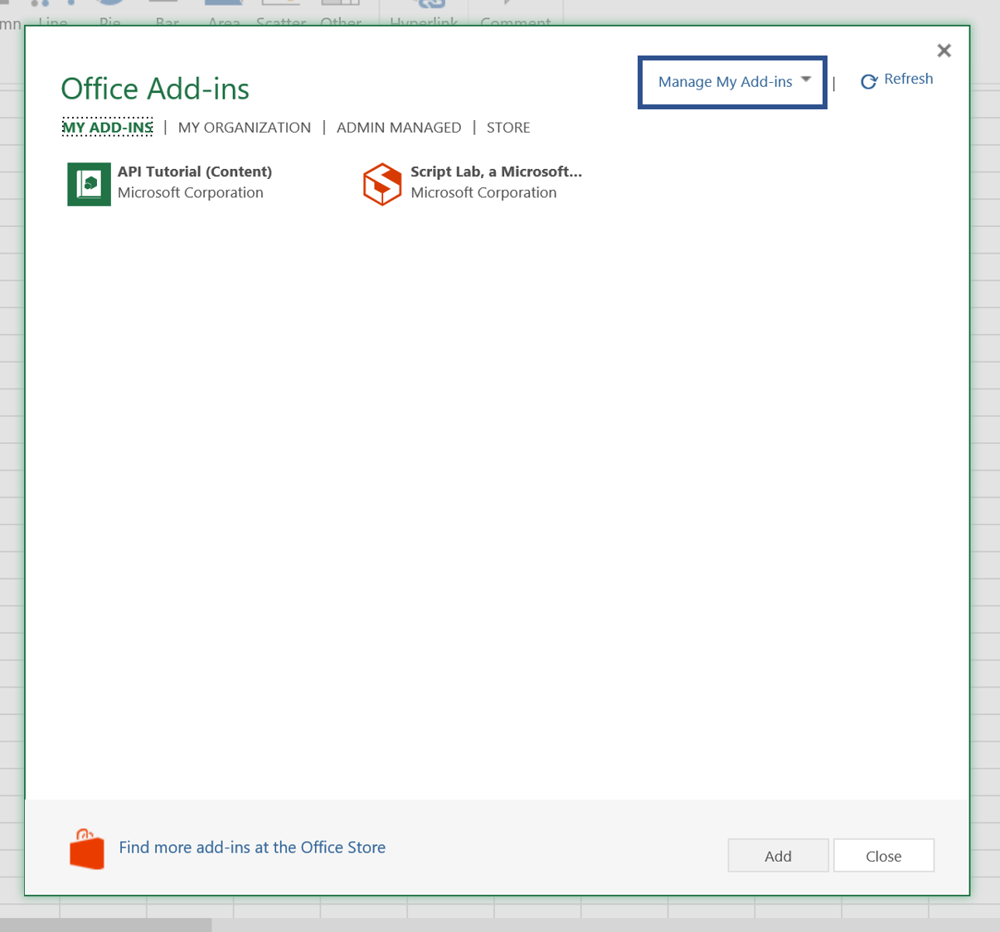 mn Line Pie Bar Area Scatter Other Hyperlink Comment
Office Add-ins
Manage My Add-ins | Refresh
MY ADD-INS | MY ORGANIZATION | ADMIN MANAGED | STORE
API Tutorial (Content)
Microsoft Corporation
Script Lab, a Microsoft...
Microsoft Corporation
Find more add-ins at the Office Store
Add
Close